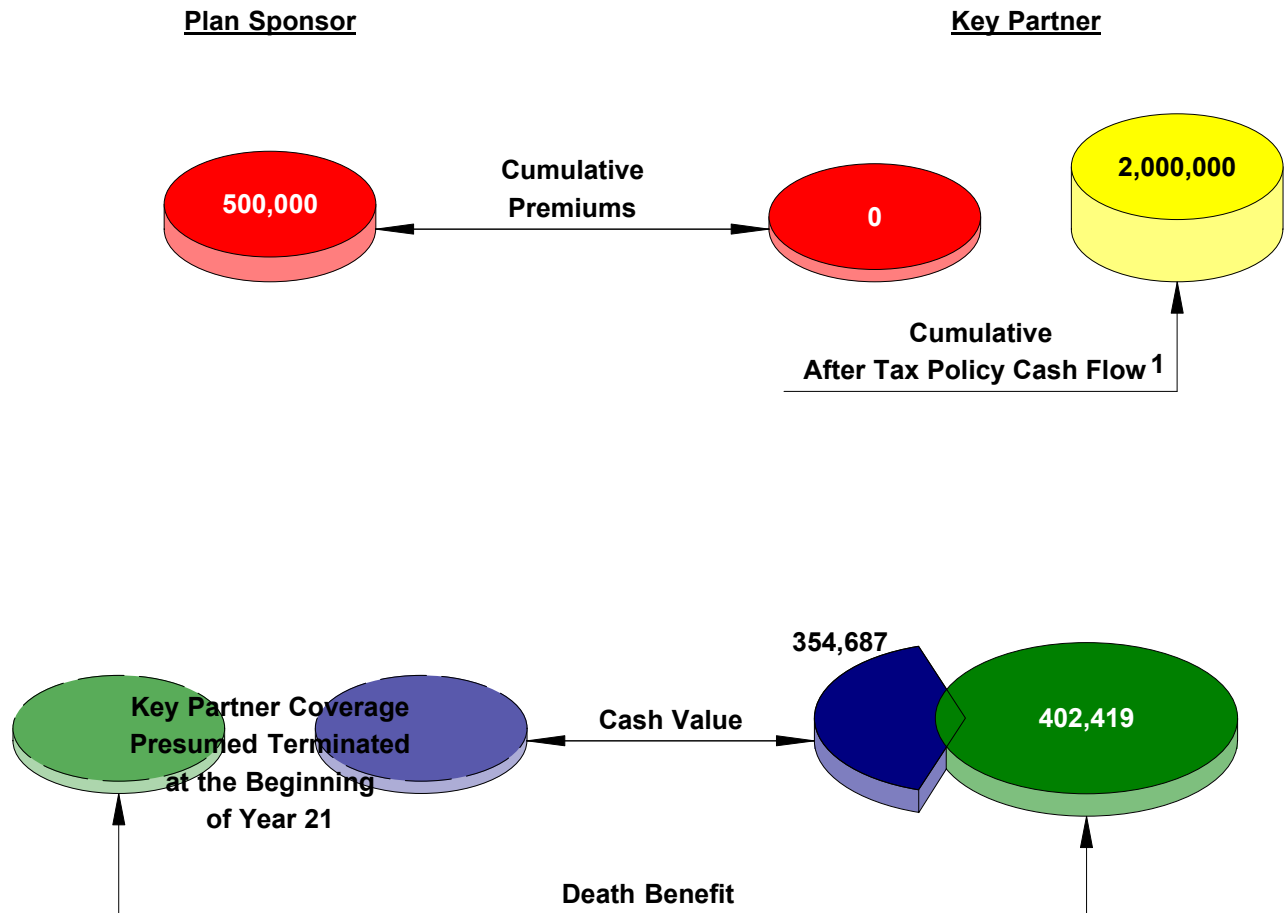 Plan Sponsor
Key Partner
500,000
Cumulative
Premiums
0
2,000,000
Cumulative
After Tax Policy Cash Flow 1
354,687
Key Partner Coverage
Presumed Terminated
at the Beginning
of Year 21
Cash Value
402,419
Death Benefit